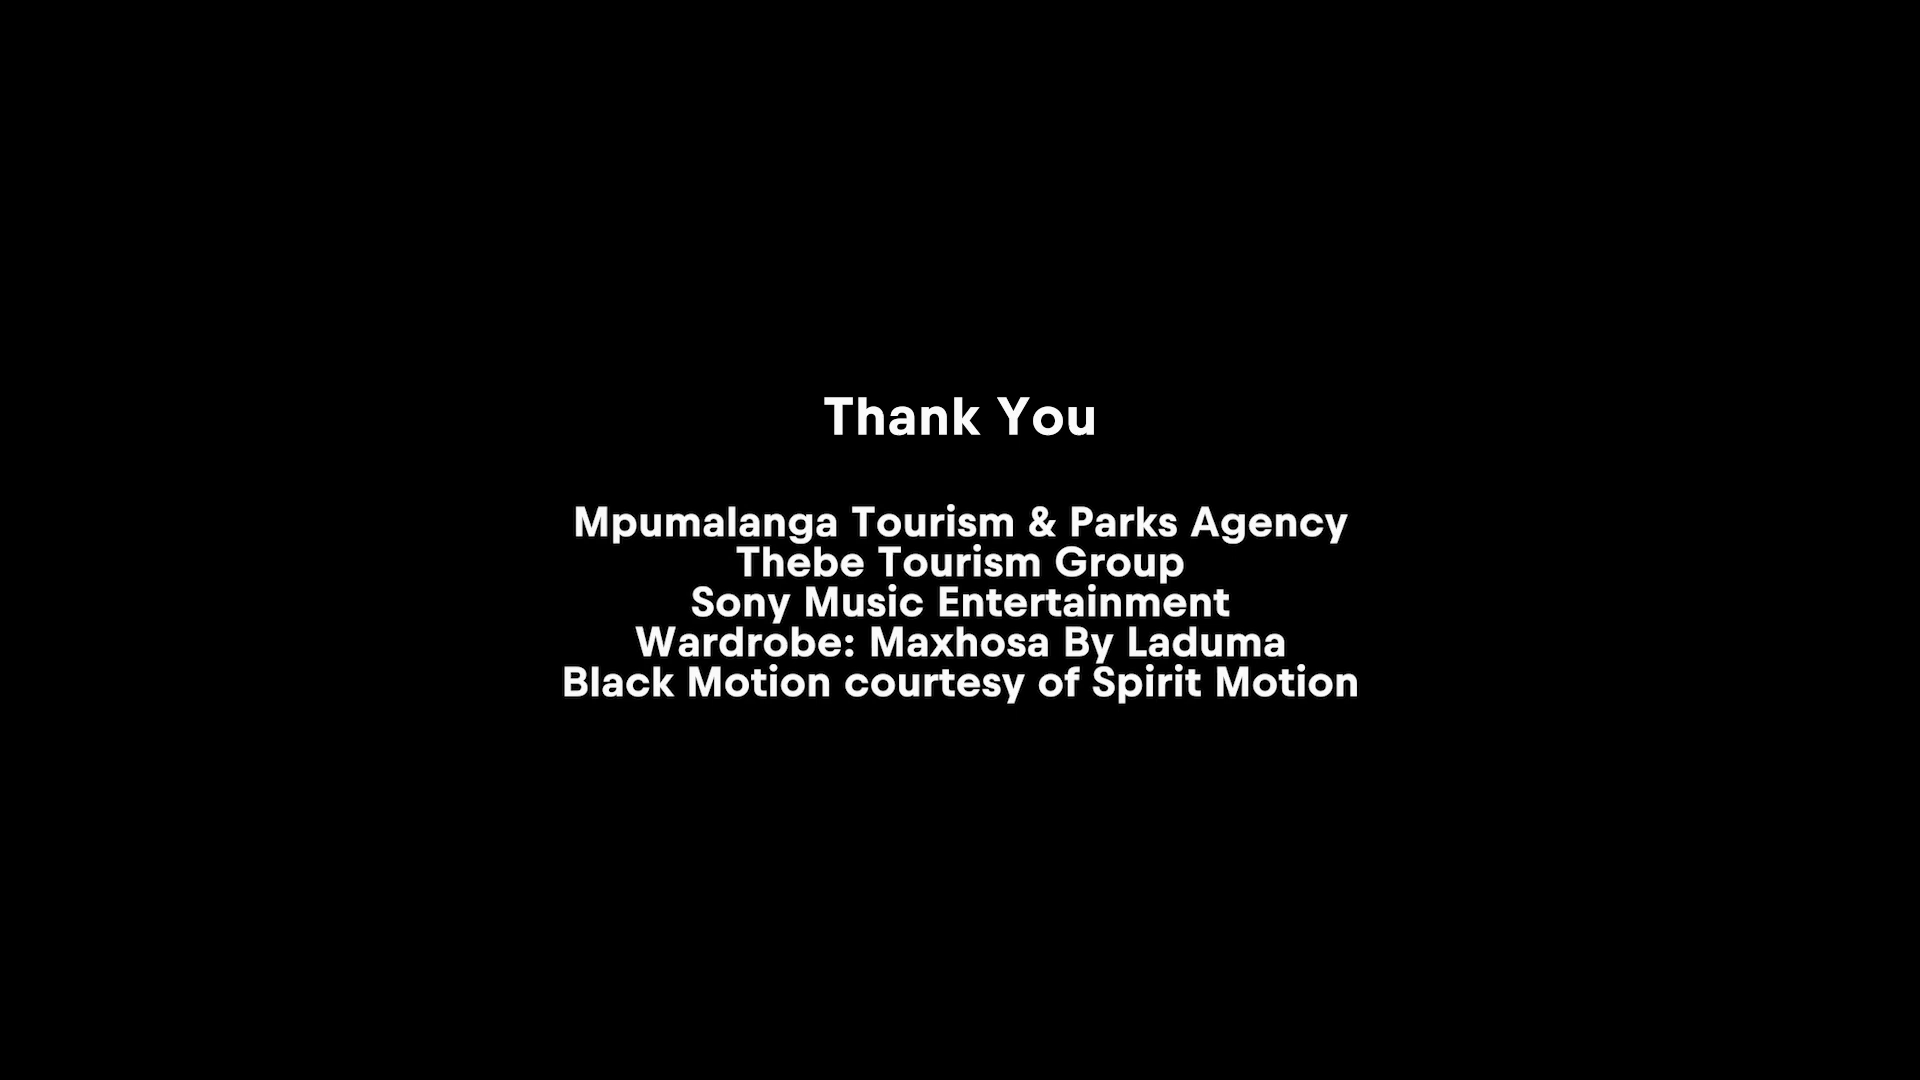 Thank You
Mpumalanga Tourism & Parks Agency
Thebe Tourism Group
Sony Music Entertainment
Wardrobe: Maxhosa By Laduma
Black Motion courtesy of Spirit Motion